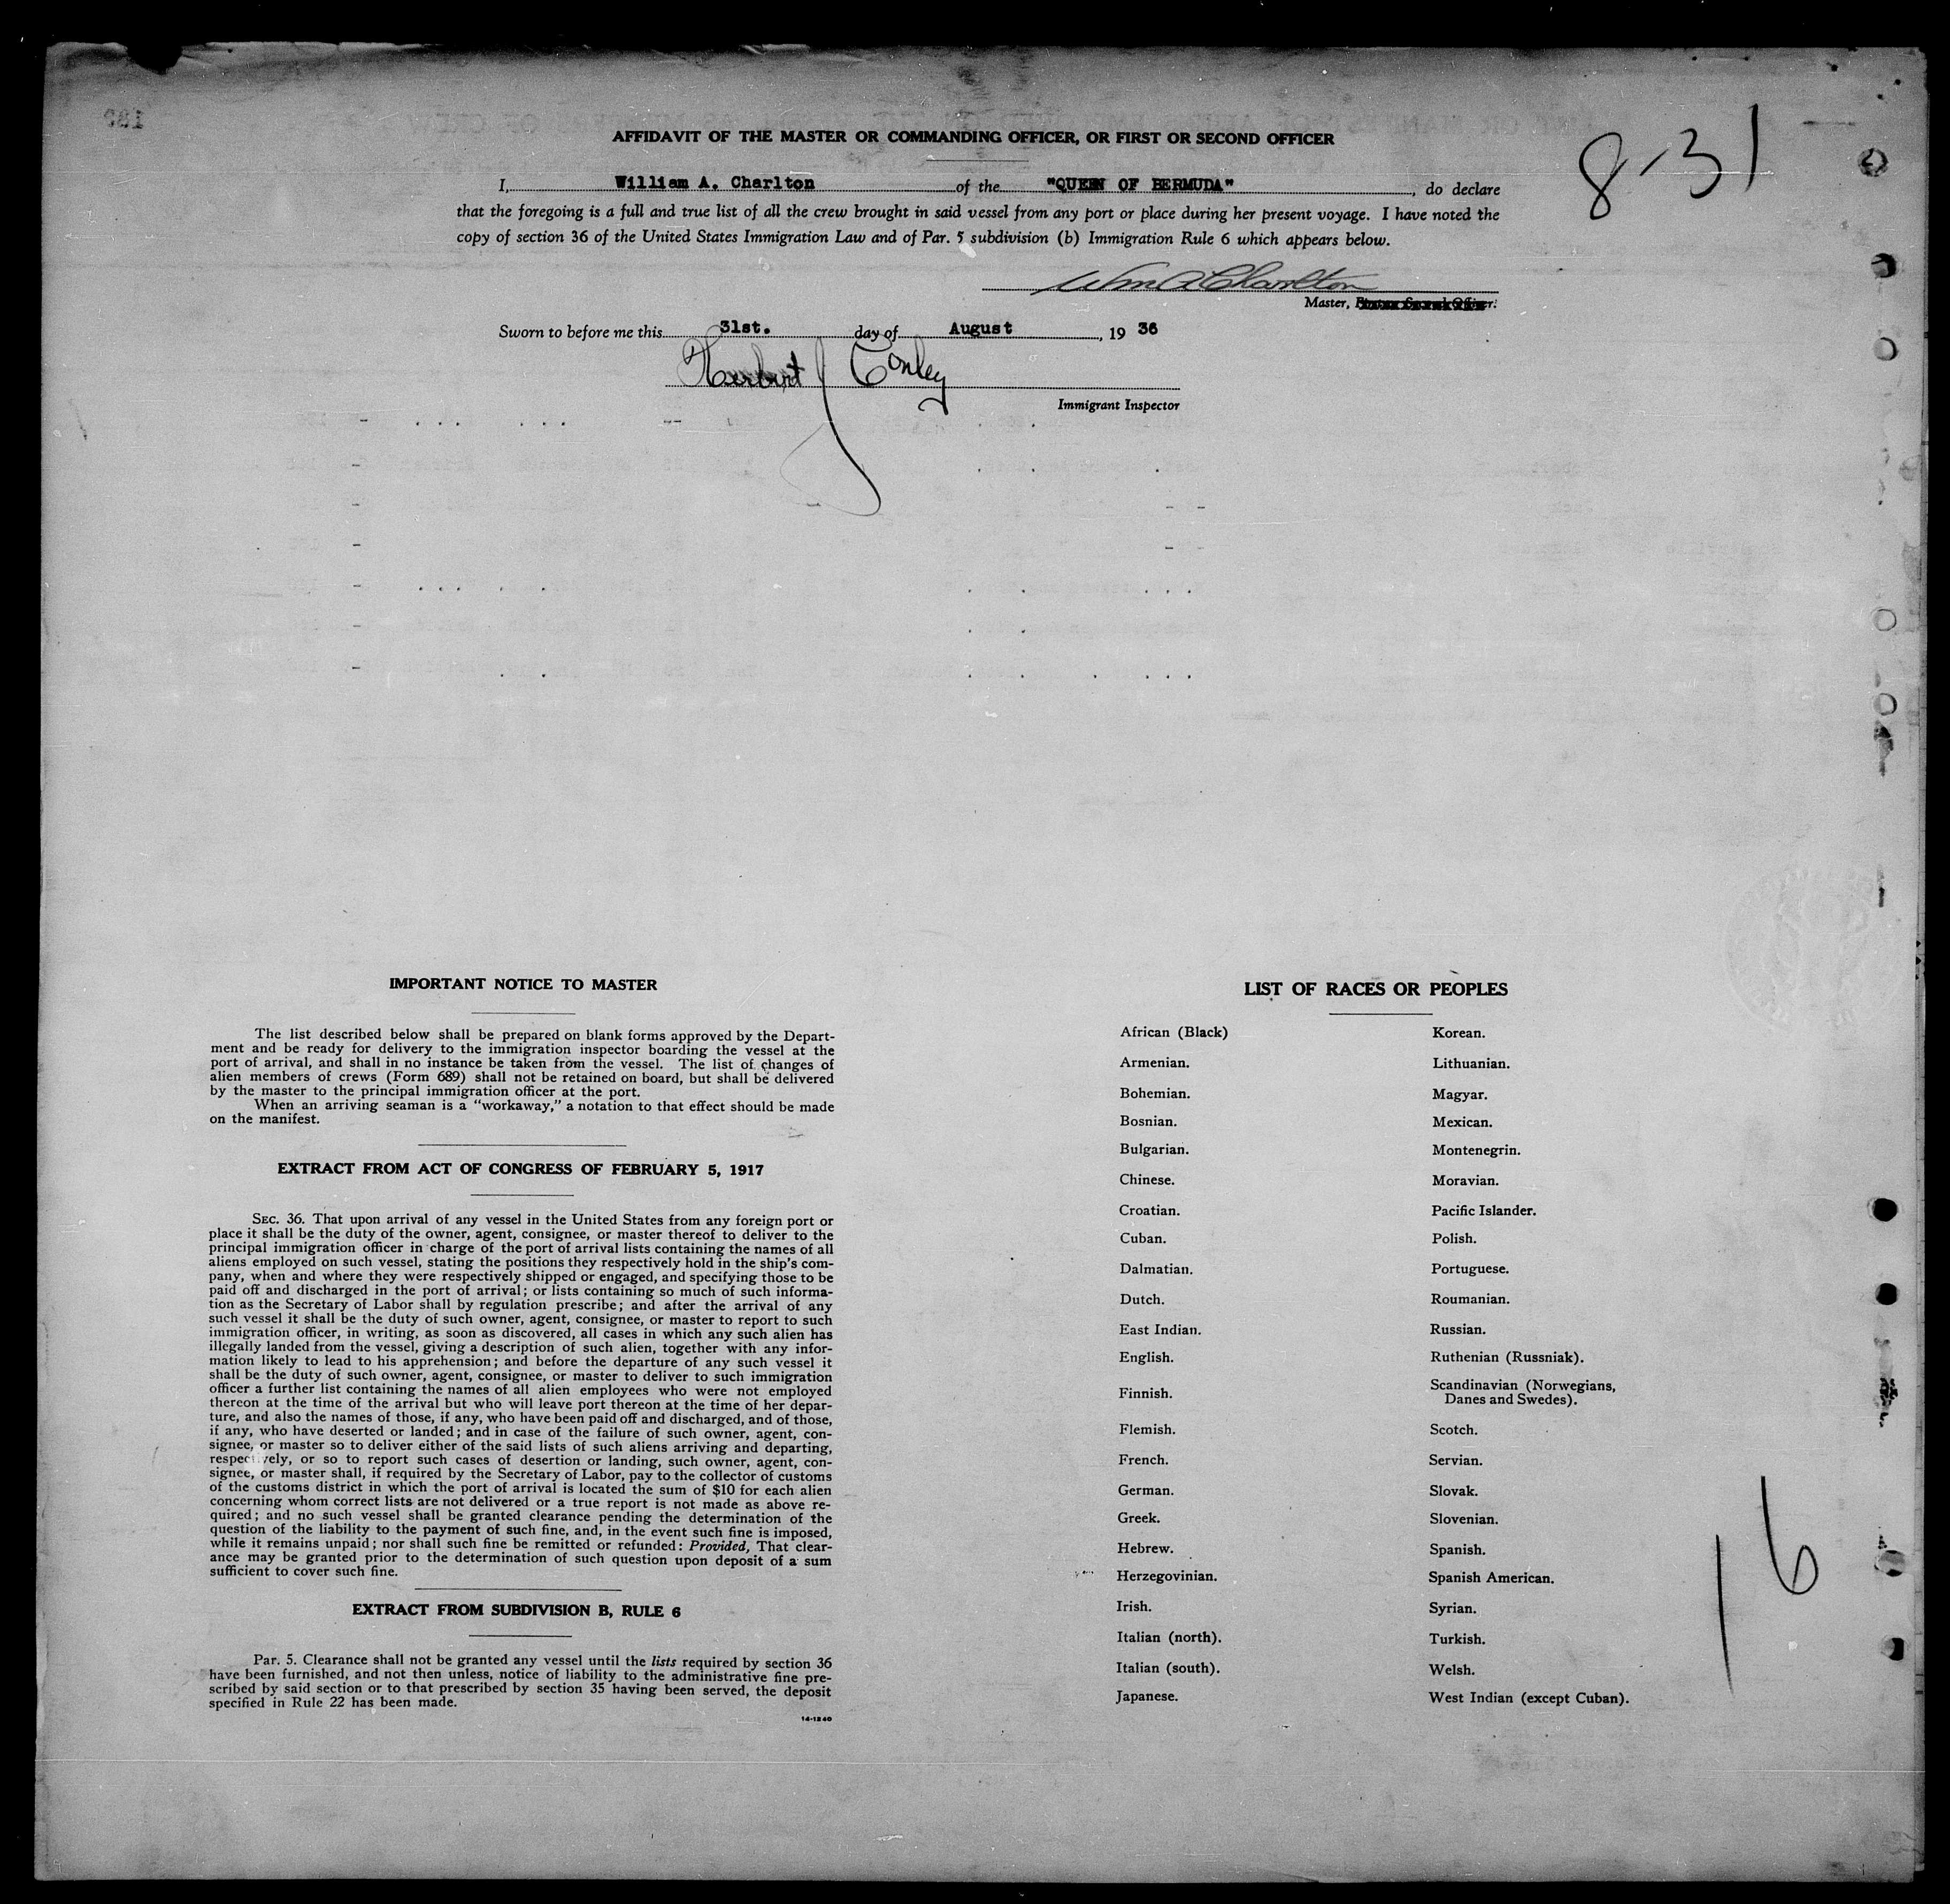 AFFIDAVIT OF THE MASTER OR COMMANDING OFFICER, OR FIRST OR SECOND OFFICER
8-31
I, William A. Charlton of the "QUEEN OF BERMUDA", do declare
that the foregoing is a full and true list of all the crew brought in said vessel from any port or place during her present voyage. I have noted the
copy of section 36 of the United States Immigration Law and of Par. 5 subdivision (b) Immigration Rule 6 which appears below.
Wm A Charlton
Master,
Sworn to before me this 31st. day of August, 19 36
Herbert J Conley
Immigrant Inspector
IMPORTANT NOTICE TO MASTER
The list described below shall be prepared on blank forms approved by the Depart-
ment and be ready for delivery to the immigration inspector boarding the vessel at the
port of arrival, and shall in no instance be taken from the vessel. The list of changes of
alien members of crews (Form 689) shall not be retained on board, but shall be delivered
by the master to the principal immigration officer at the port.
When an arriving seaman is a "workaway," a notation to that effect should be made
on the manifest.
EXTRACT FROM ACT OF CONGRESS OF FEBRUARY 5, 1917
SEC. 36. That upon arrival of any vessel in the United States from any foreign port or
place it shall be the duty of the owner, agent, consignee, or master thereof to deliver to the
principal immigration officer in charge of the port of arrival lists containing the names of all
aliens employed on such vessel, stating the positions they respectively hold in the ship's com-
pany, when and where they were respectively shipped or engaged, and specifying those to be
paid off and discharged in the port of arrival; or lists containing so much of such informa-
tion as the Secretary of Labor shall by regulation prescribe; and after the arrival of any
such vessel it shall be the duty of such owner, agent, consignee, or master to report to such
immigration officer, in writing, as soon as discovered, all cases in which any such alien has
illegally landed from the vessel, giving a description of such alien, together with any infor-
mation likely to lead to his apprehension; and before the departure of any such vessel it
shall be the duty of such owner, agent, consignee, or master to deliver to such immigration
officer a further list containing the names of all alien employees who were not employed
thereon at the time of the arrival but who will leave port thereon at the time of her depar-
ture, and also the names of those, if any, who have been paid off and discharged, and of those,
if any, who have deserted or landed; and in case of the failure of such owner, agent, con-
signee, or master so to deliver either of the said lists of such aliens arriving and departing,
respectively, or so to report such cases of desertion or landing, such owner, agent, con-
signee, or master shall, if required by the Secretary of Labor, pay to the collector of customs
of the customs district in which the port of arrival is located the sum of $10 for each alien
concerning whom correct lists are not delivered or a true report is not made as above re-
quired; and no such vessel shall be granted clearance pending the determination of the
question of the liability to the payment of such fine, and, in the event such fine is imposed,
while it remains unpaid; nor shall such fine be remitted or refunded: Provided, That clear-
ance may be granted prior to the determination of such question upon deposit of a sum
sufficient to cover such fine.
EXTRACT FROM SUBDIVISION B, RULE 6
Par. 5. Clearance shall not be granted any vessel until the lists required by section 36
have been furnished, and not then unless, notice of liability to the administrative fine pre-
scribed by said section or to that prescribed by section 35 having been served, the deposit
specified in Rule 22 has been made.
14-1240
LIST OF RACES OR PEOPLES
African (Black)
Armenian.
Bohemian.
Bosnian.
Bulgarian.
Chinese.
Croatian.
Cuban.
Dalmatian.
Dutch.
East Indian.
English.
Finnish.
Flemish.
French.
German.
Greek.
Hebrew.
Herzegovinian.
Irish.
Italian (north).
Italian (south).
Japanese.
Korean.
Lithuanian.
Magyar.
Mexican.
Montenegrin.
Moravian.
Pacific Islander.
Polish.
Portuguese.
Roumanian.
Russian.
Ruthenian (Russniak).
Scandinavian (Norwegians,
Danes and Swedes).
Scotch.
Servian.
Slovak.
Slovenian.
Spanish.
Spanish American.
Syrian.
Turkish.
Welsh.
West Indian (except Cuban).
16